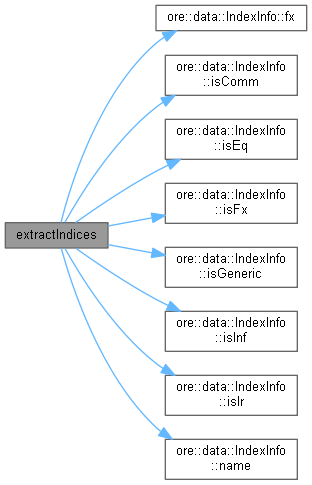 ore::data::IndexInfo::fx
ore::data::IndexInfo
::isComm
ore::data::IndexInfo
::isEq
ore::data::IndexInfo
::isFx
extractIndices
ore::data::IndexInfo
::isGeneric
ore::data::IndexInfo
::isInf
ore::data::IndexInfo
::isIr
ore::data::IndexInfo
::name